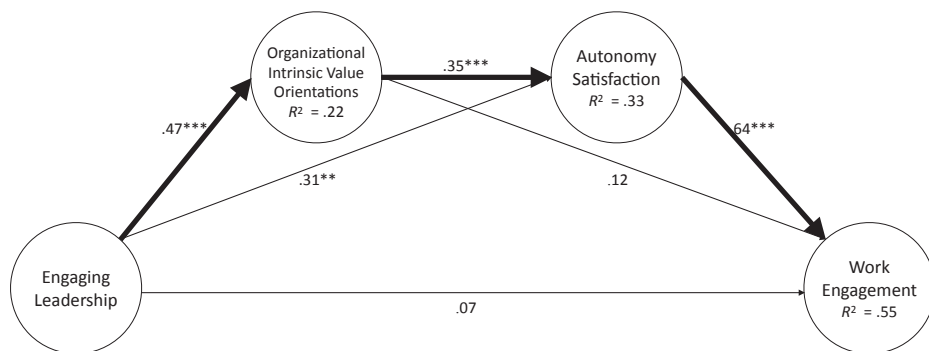 Organizational
Intrinsic Value
Orientations
R² = .22
.35***
Autonomy
Satisfaction
R² = .33
.47***
.64***
.31**
.12
Engaging
Leadership
Work
Engagement
R² = .55
.07